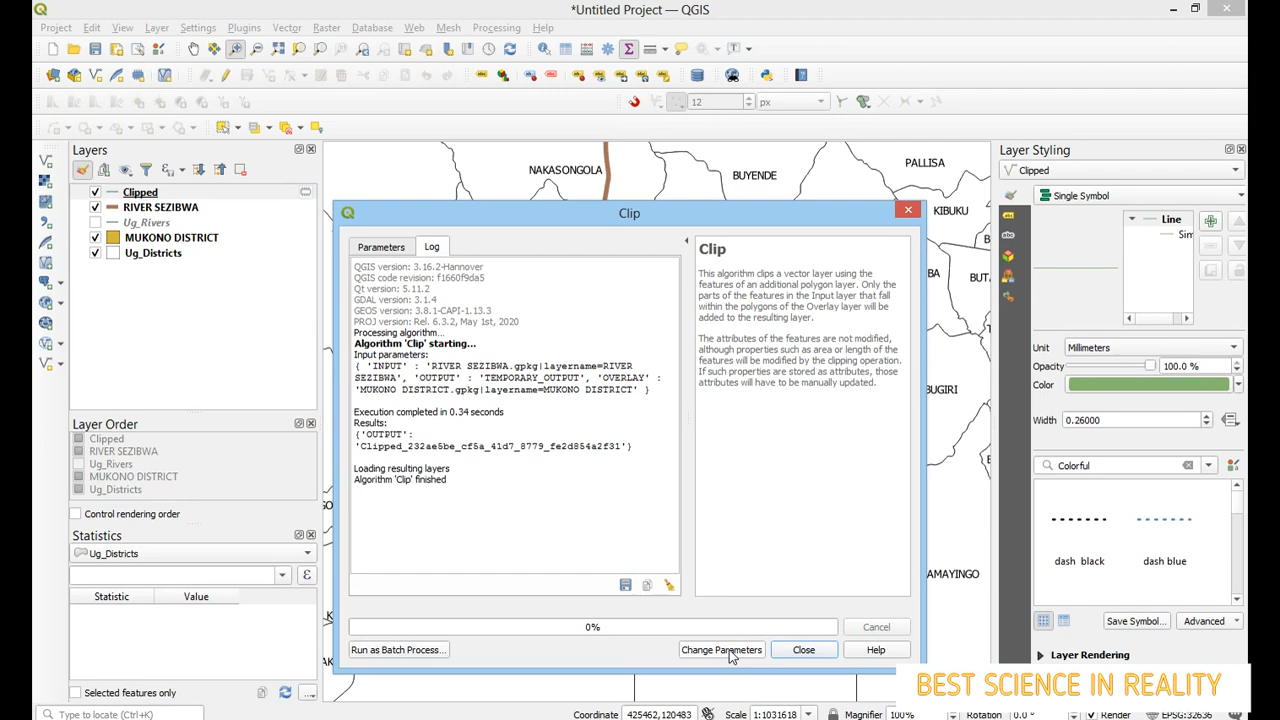 *Untitled Project — QGIS
Project Edit View Layer Settings Plugins Vector Raster Database Web Mesh Processing Help
12 px
Layers
Clipped
RIVER SEZIBWA
Ug_Rivers
MUKONO DISTRICT
Ug_Districts
Layer Order
Clipped
RIVER SEZIBWA
Ug_Rivers
MUKONO DISTRICT
Ug_Districts
Control rendering order
Statistics
Ug_Districts
ε
Statistic Value
Selected features only
Type to locate (Ctrl+K)
NAKASONGOLA
BUYENDE
PALLISA
KIBUKU
BUGIRI
AMAYINGO
Clip
Parameters Log
QGIS version: 3.16.2-Hannover
QGIS code revision: f1660f9da5
Qt version: 5.11.2
GDAL version: 3.1.4
GEOS version: 3.8.1-CAPI-1.13.3
PROJ version: Rel. 6.3.2, May 1st, 2020
Processing algorithm…
Algorithm 'Clip' starting…
Input parameters:
{ 'INPUT' : 'RIVER SEZIBWA.gpkg|layername=RIVER
SEZIBWA', 'OUTPUT' : 'TEMPORARY_OUTPUT', 'OVERLAY' :
'MUKONO DISTRICT.gpkg|layername=MUKONO DISTRICT' }
Execution completed in 0.34 seconds
Results:
{'OUTPUT':
'Clipped_232ae5be_cf5a_41d7_8779_fe2d854a2f31'}
Loading resulting layers
Algorithm 'Clip' finished
Clip
This algorithm clips a vector layer using the
features of an additional polygon layer. Only the
parts of the features in the Input layer that fall
within the polygons of the Overlay layer will be
added to the resulting layer.
The attributes of the features are not modified,
although properties such as area or length of the
features will be modified by the clipping operation.
If such properties are stored as attributes, those
attributes will have to be manually updated.
0% Cancel
Run as Batch Process… Change Parameters Close Help
Layer Styling
Clipped
Single Symbol
Line
Sim
Unit Millimeters
Opacity 100.0 %
Color
Width 0.26000
Colorful
dash black dash blue
Save Symbol… Advanced
Layer Rendering
BEST SCIENCE IN REALITY
Coordinate 425462,120483 Scale 1:1031618 Magnifier 100% Rotation 0.0 ° Render EPSG:32636